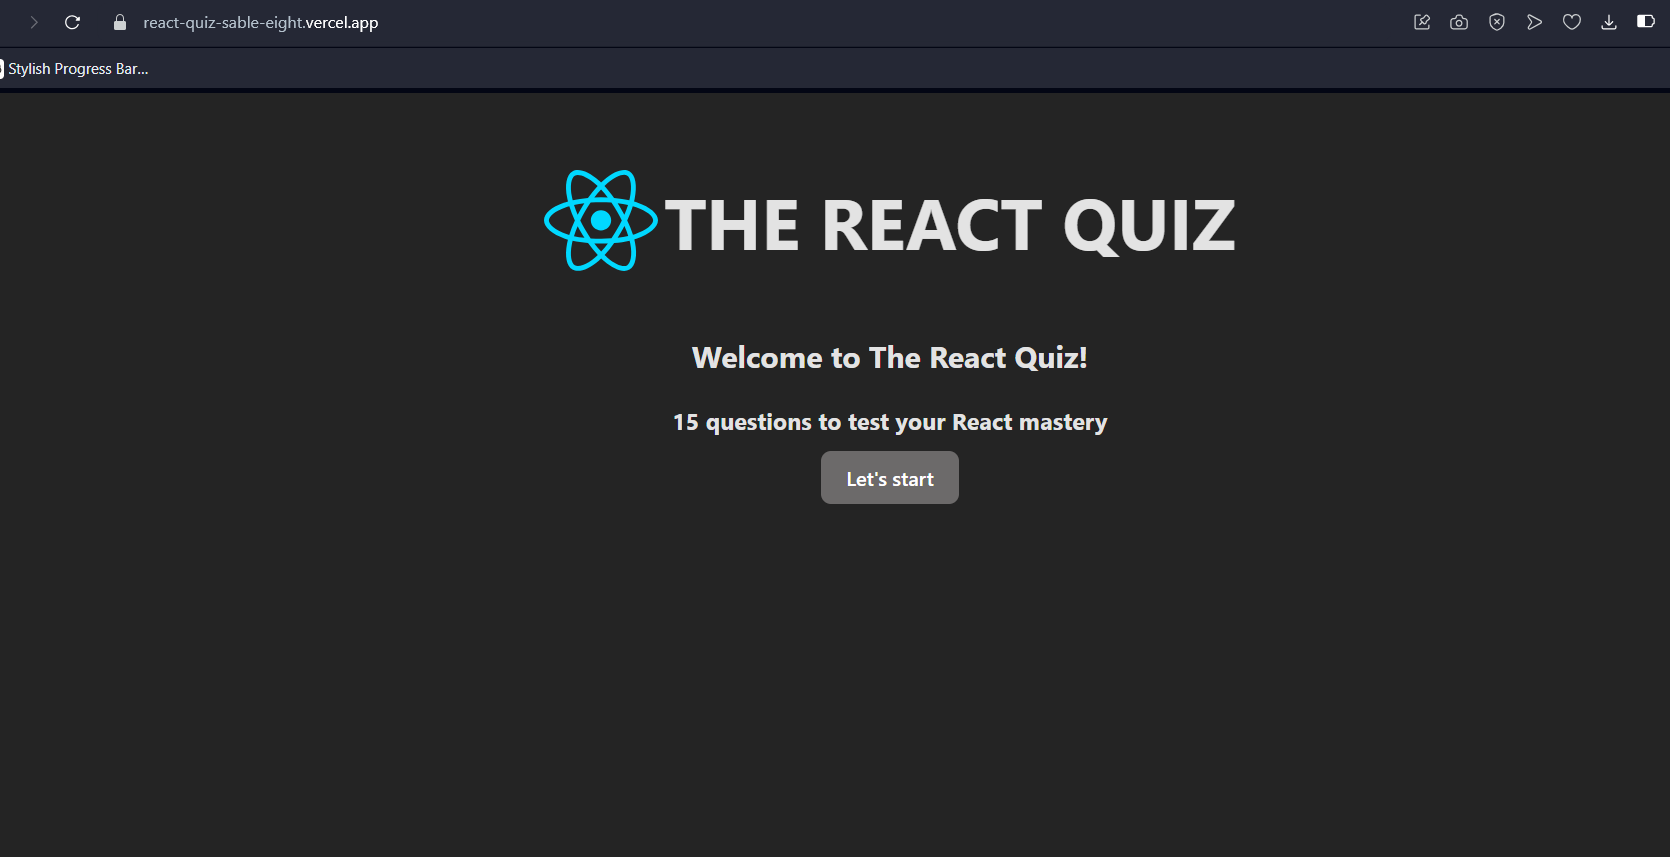 react-quiz-sable-eight.vercel.app
Stylish Progress Bar...
THE REACT QUIZ
Welcome to The React Quiz!
15 questions to test your React mastery
Let's start